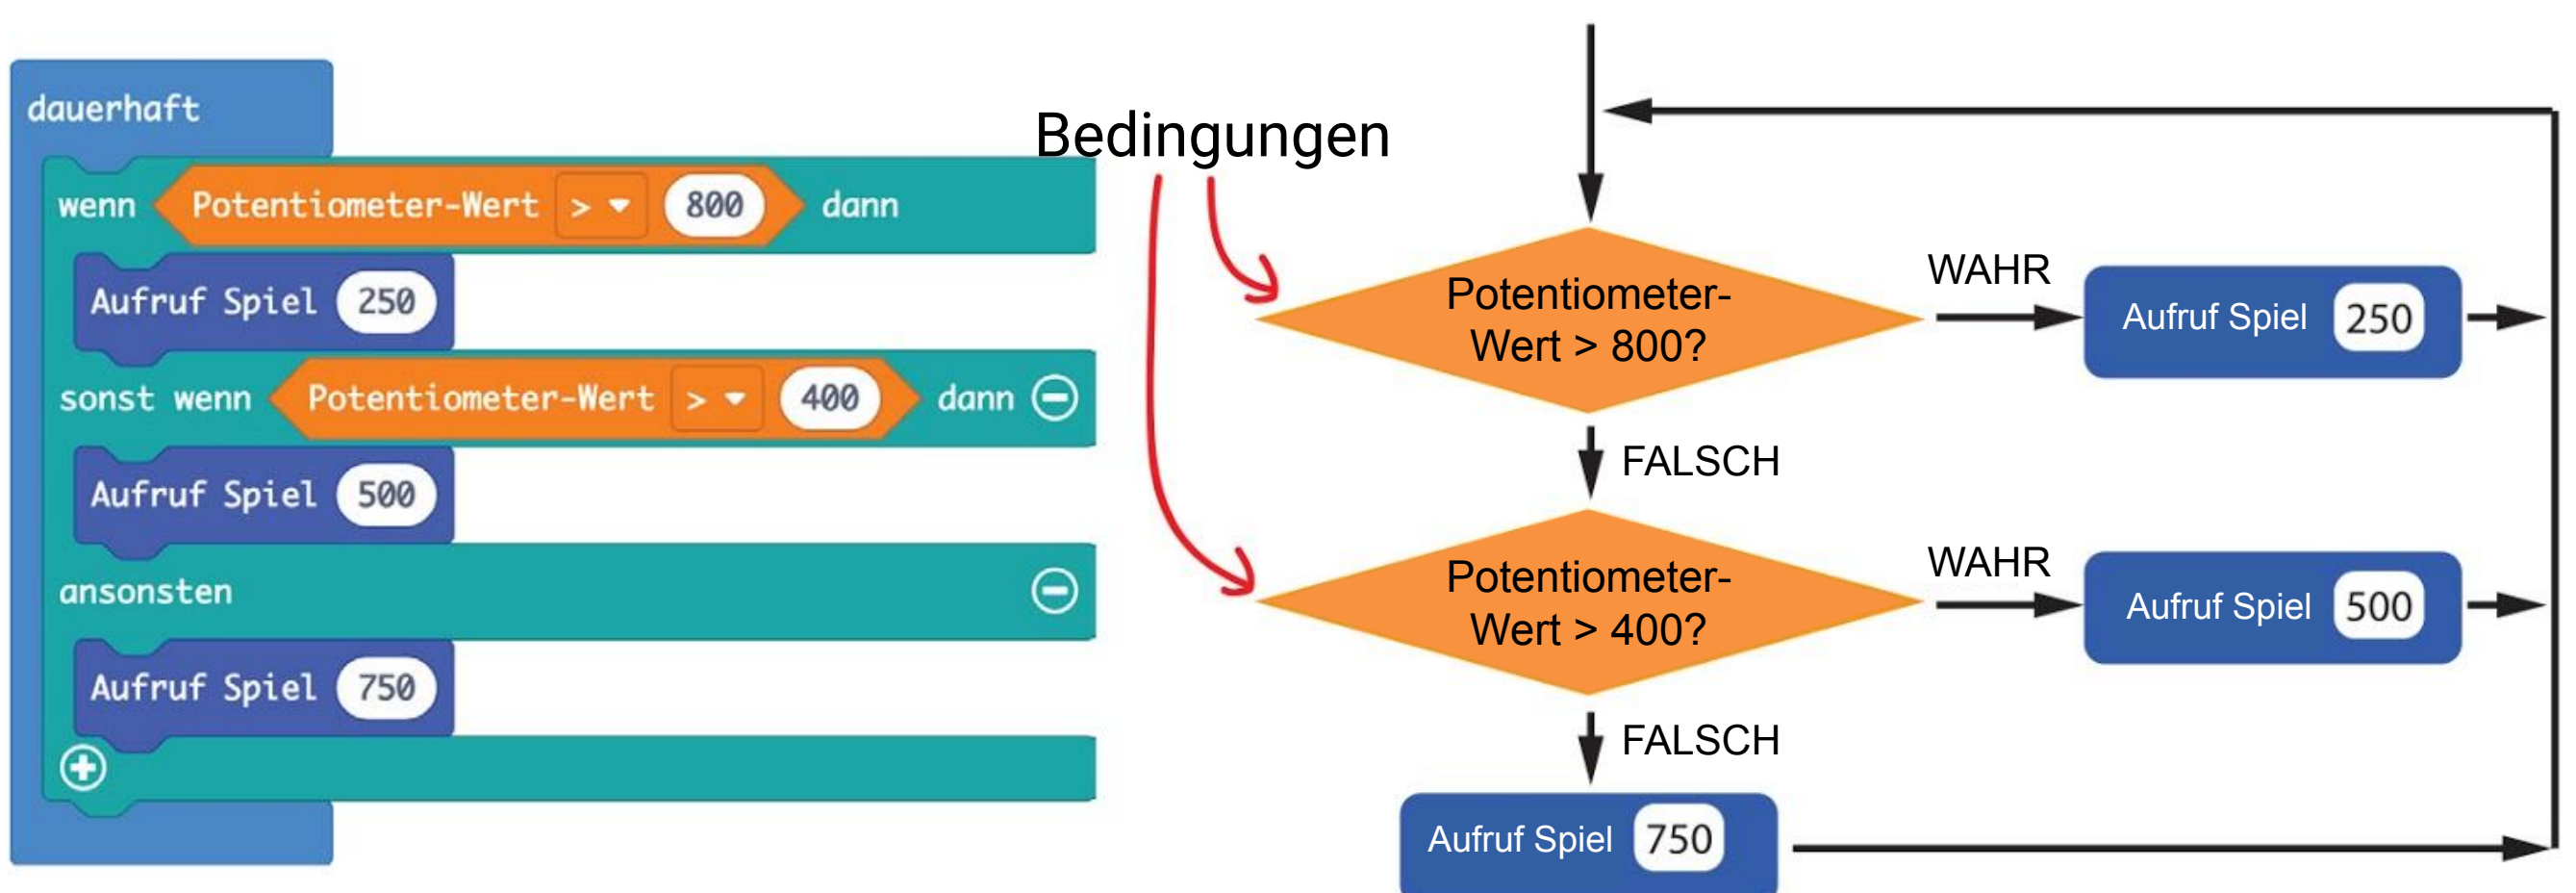 dauerhaft
wenn Potentiometer-Wert > 800 dann
Aufruf Spiel 250
sonst wenn Potentiometer-Wert > 400 dann
Aufruf Spiel 500
ansonsten
Aufruf Spiel 750
Bedingungen
Potentiometer-
Wert > 800?
WAHR
Aufruf Spiel 250
FALSCH
Potentiometer-
Wert > 400?
WAHR
Aufruf Spiel 500
FALSCH
Aufruf Spiel 750